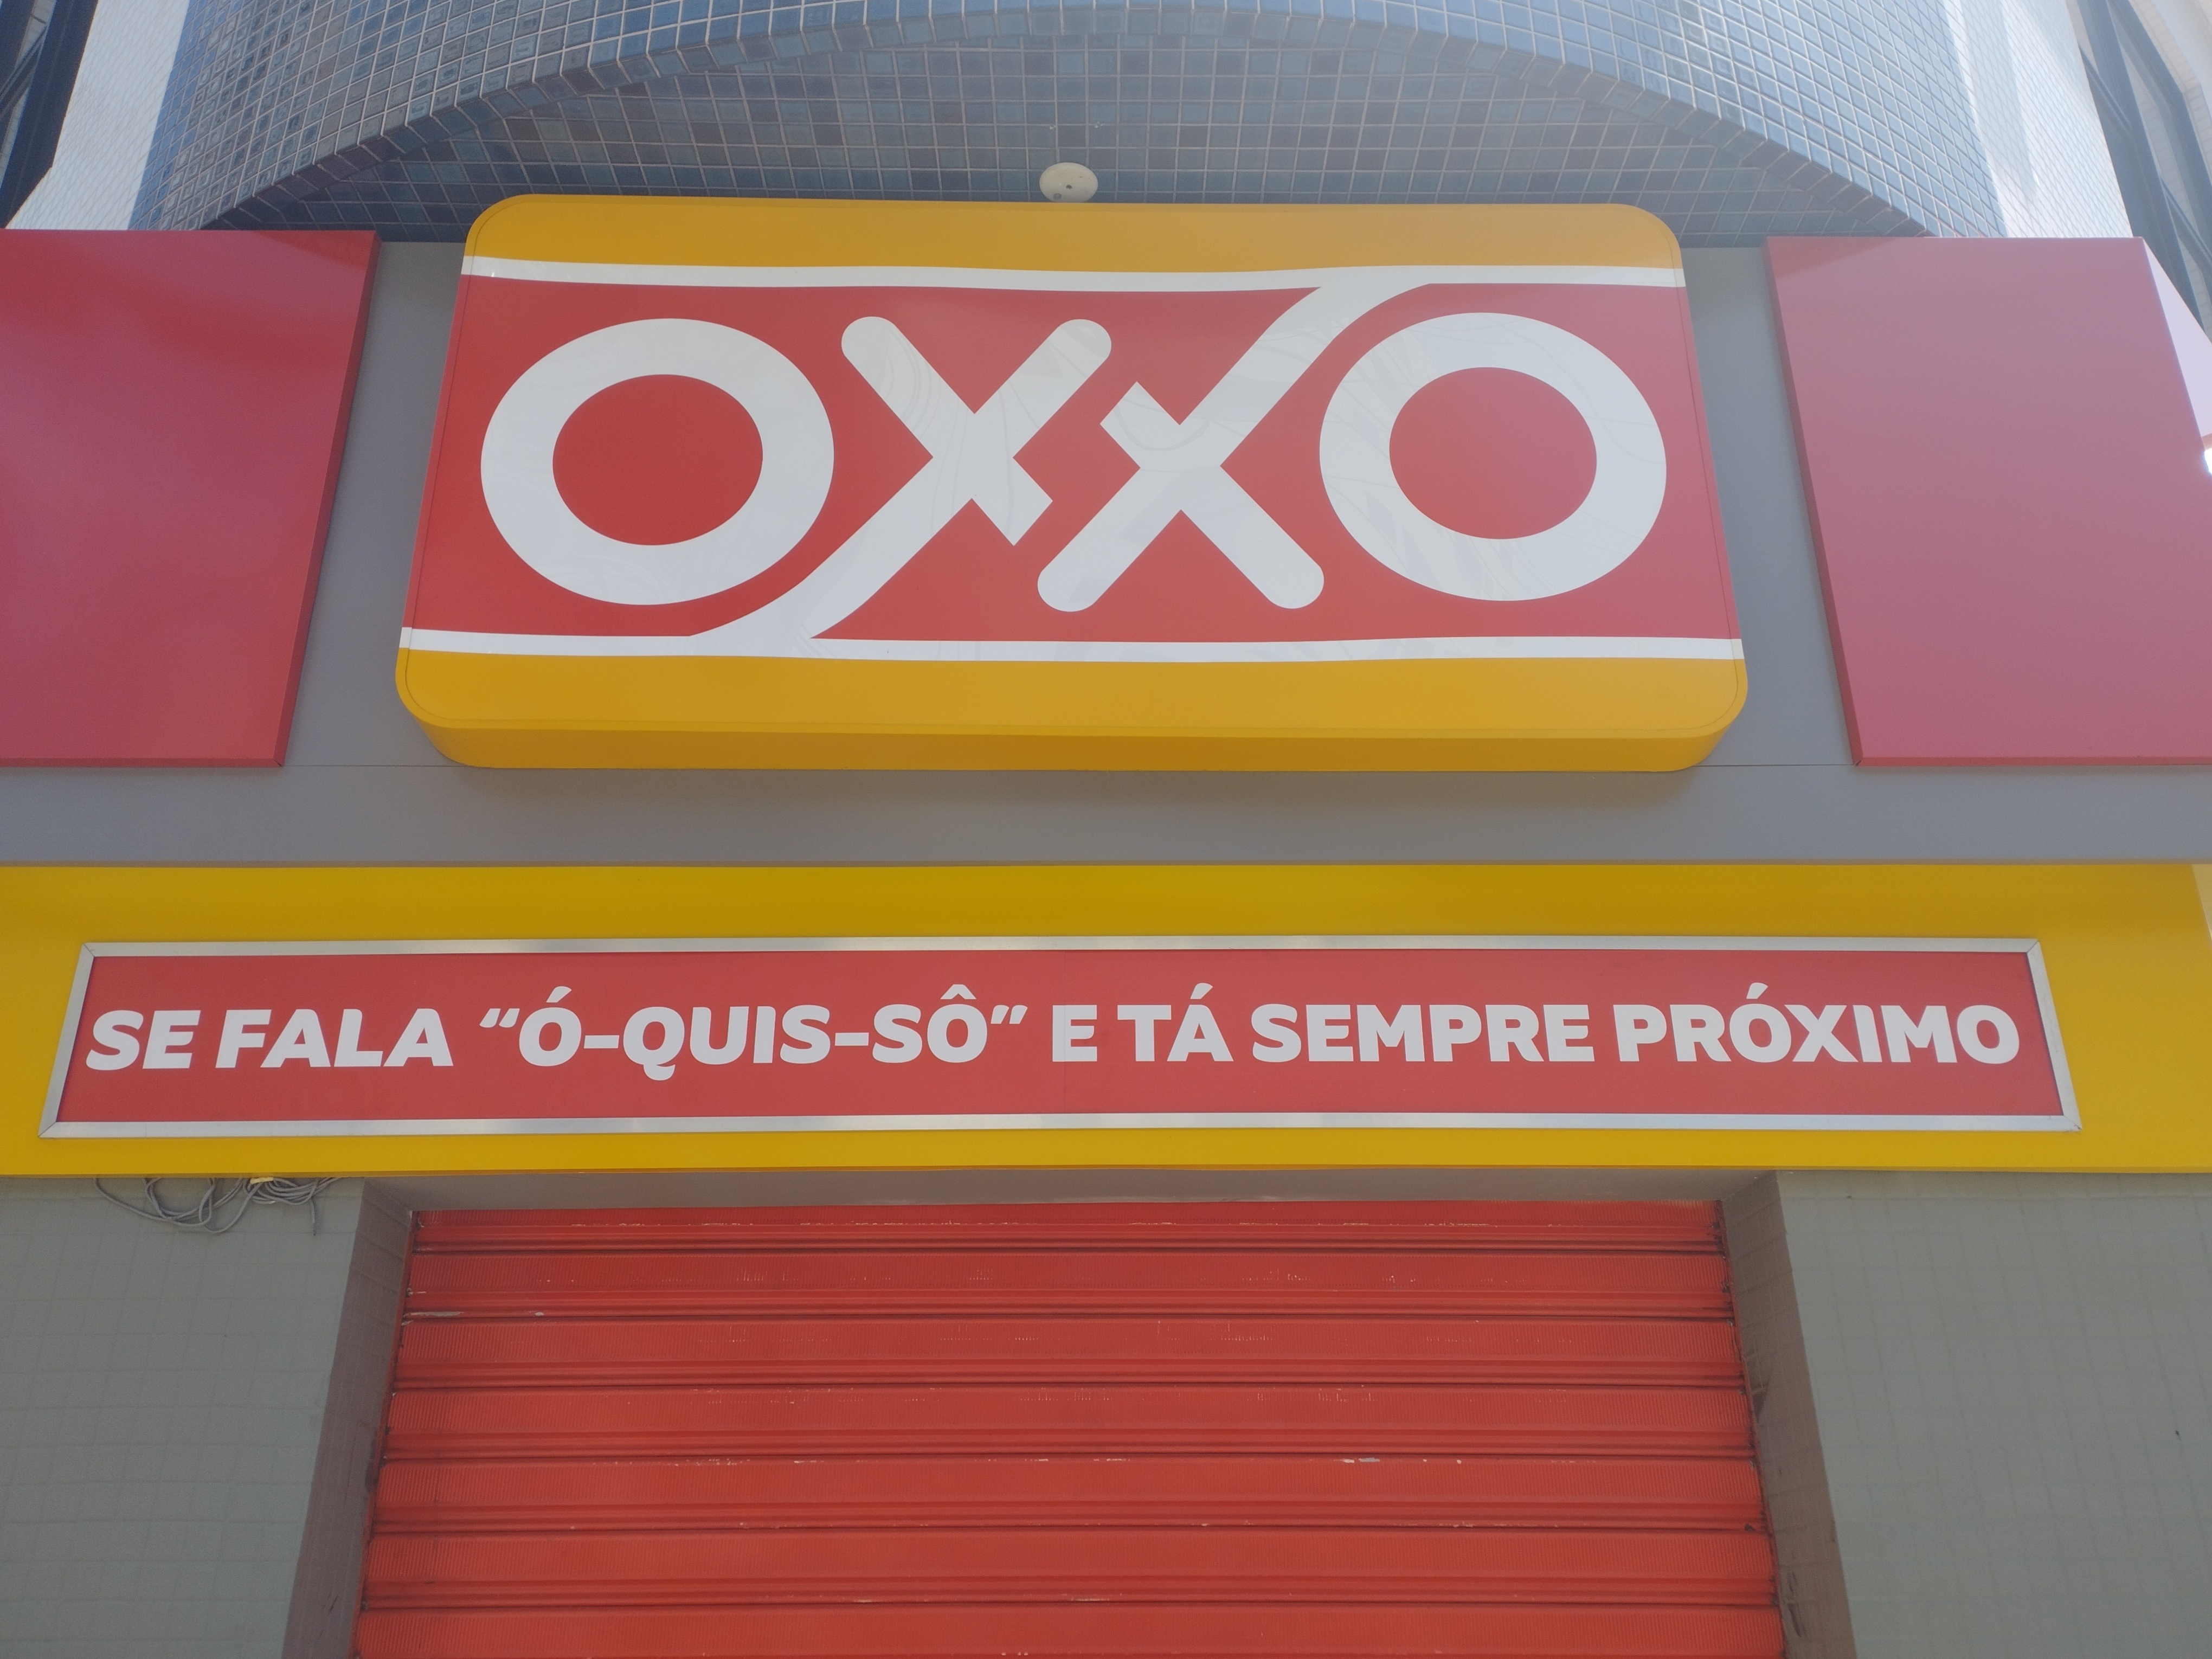 OXXO
SE FALA “Ó-QUIS-SÔ” E TÁ SEMPRE PRÓXIMO